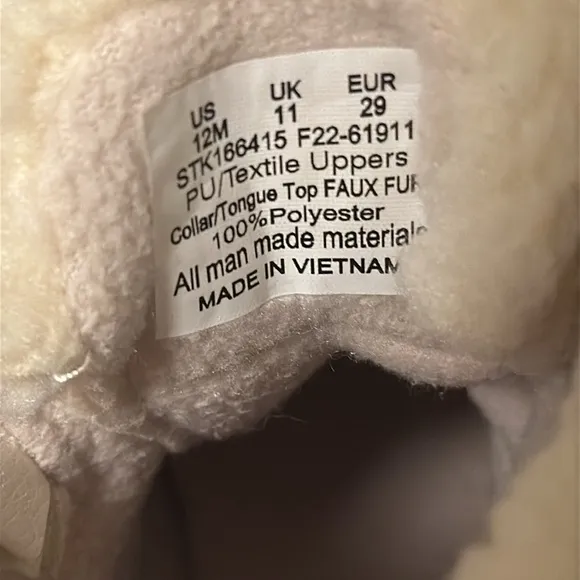 US UK EUR
12M 11 29
STK166415 F22-61911
PU/Textile Uppers
Collar/Tongue Top FAUX FUR
100%Polyester
All man made materials
MADE IN VIETNAM